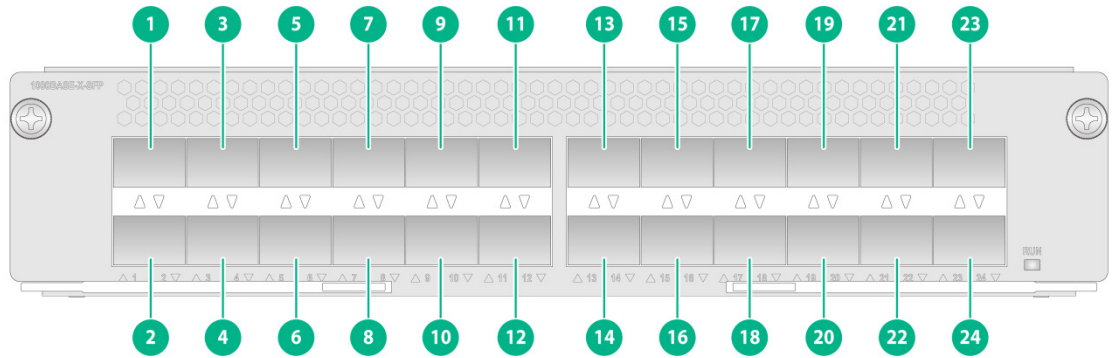 1 3 5 7 9 11 13 15 17 19 21 23
1000BASE-X-SFP
RUN
△ 1 2 ▽ △ 3 4 ▽ △ 5 6 ▽ △ 7 8 ▽ △ 9 10 ▽ △ 11 12 ▽ △ 13 14 ▽ △ 15 16 ▽ △ 17 18 ▽ △ 19 20 ▽ △ 21 22 ▽ △ 23 24 ▽
2 4 6 8 10 12 14 16 18 20 22 24